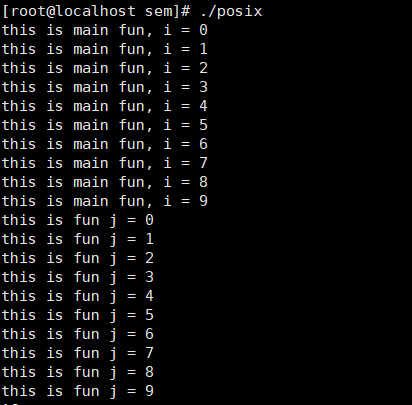 [root@localhost sem]# ./posix
this is main fun, i = 0
this is main fun, i = 1
this is main fun, i = 2
this is main fun, i = 3
this is main fun, i = 4
this is main fun, i = 5
this is main fun, i = 6
this is main fun, i = 7
this is main fun, i = 8
this is main fun, i = 9
this is fun j = 0
this is fun j = 1
this is fun j = 2
this is fun j = 3
this is fun j = 4
this is fun j = 5
this is fun j = 6
this is fun j = 7
this is fun j = 8
this is fun j = 9